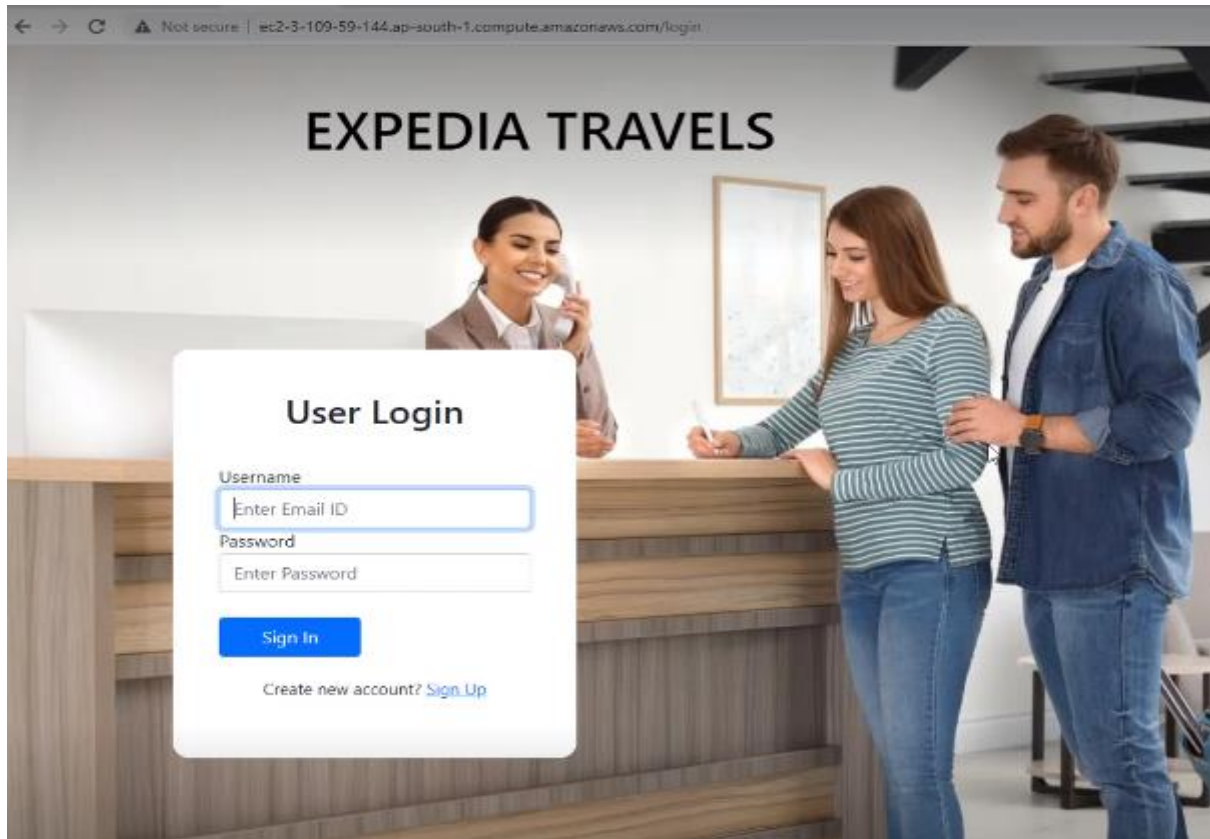 Not secure | ec2-3-109-59-144.ap-south-1.compute.amazonaws.com/login
EXPEDIA TRAVELS
User Login
Username
Enter Email ID
Password
Enter Password
Sign In
Create new account? Sign Up